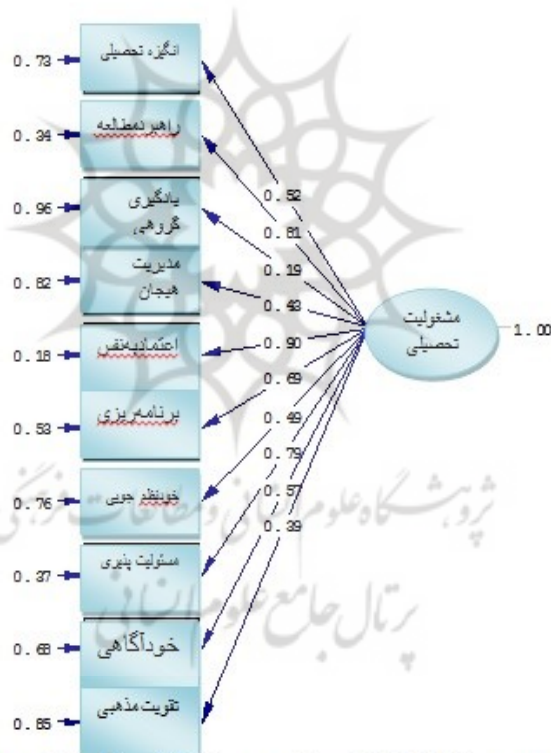 انگیزه تحصیلی
0.73
راهبردمطالعه
0.34
یادگیری
گروهی
0.96
مدیریت
هیجان
0.82
اعتمادبه‌نفس
0.18
برنامه‌ریزی
0.53
خودنظم جویی
0.76
مسئولیت پذیری
0.37
خودآگاهی
0.68
تقویت مذهبی
0.85
0.52
0.81
0.19
0.43
0.90
0.69
0.49
0.79
0.57
0.39
مشغولیت
تحصیلی
1.00
پژوهشگاه علوم انسانی و مطالعات فرهنگی
پرتال جامع علوم انسانی